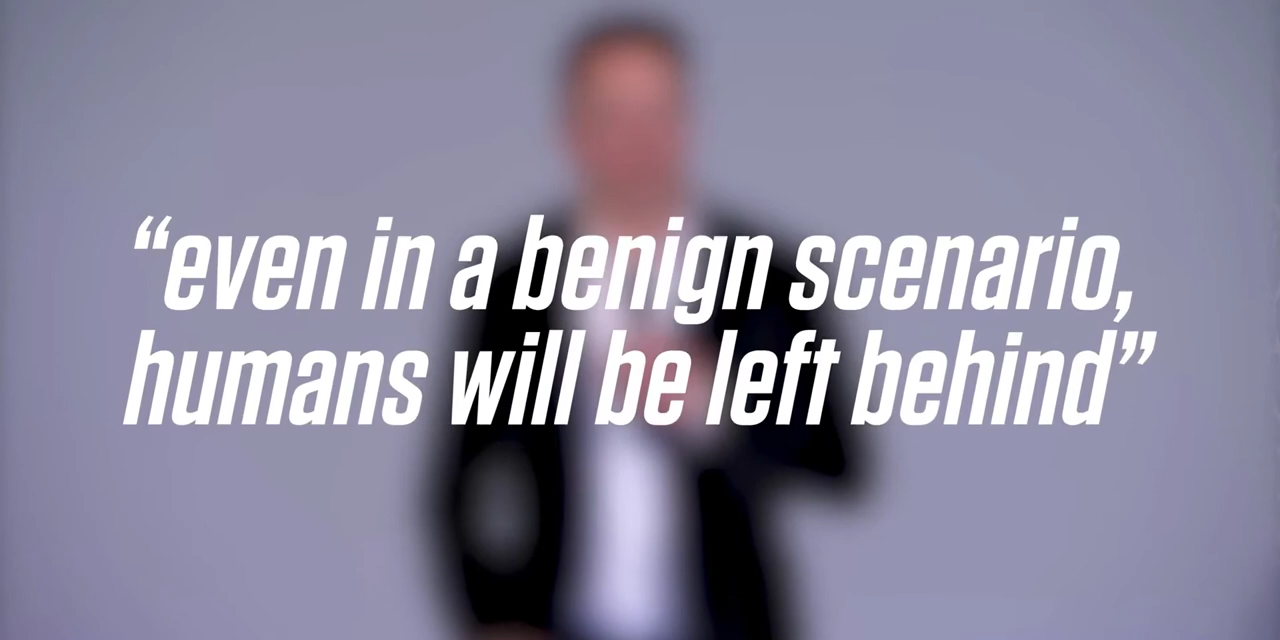 “even in a benign scenario,
humans will be left behind”